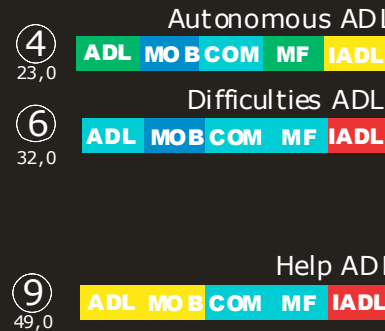 Autonomous ADL
4 ADL MOB COM MF IADL
23,0
Difficulties ADL
6 ADL MOB COM MF IADL
32,0
Help ADL
9 ADL MOB COM MF IADL
49,0